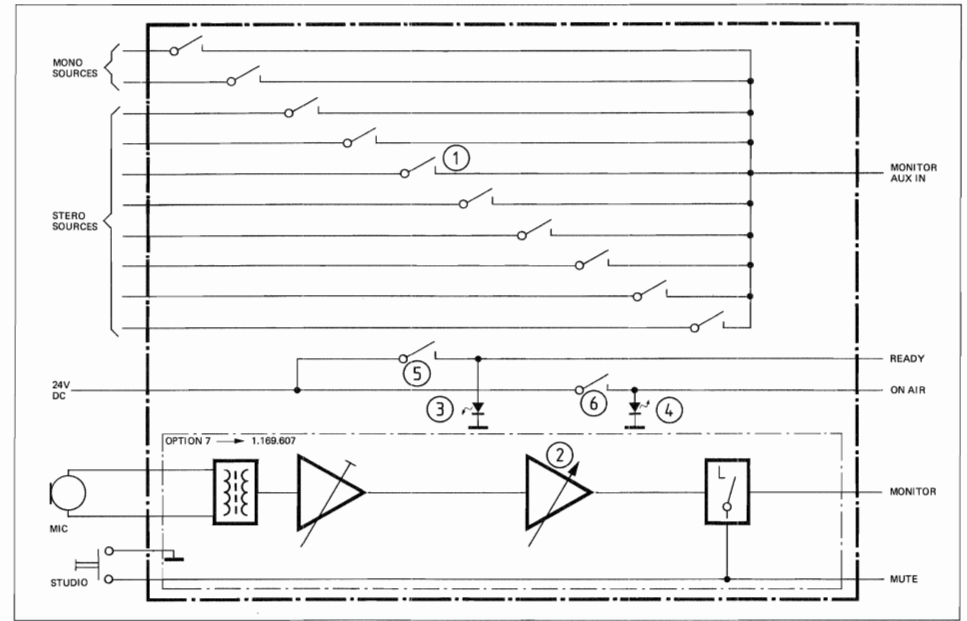 MONO
SOURCES
1
MONITOR
AUX IN
STERO
SOURCES
READY
5
24V
DC
ON AIR
3
6
4
OPTION 7 → 1.169.607
2
L
MONITOR
MIC
STUDIO
MUTE